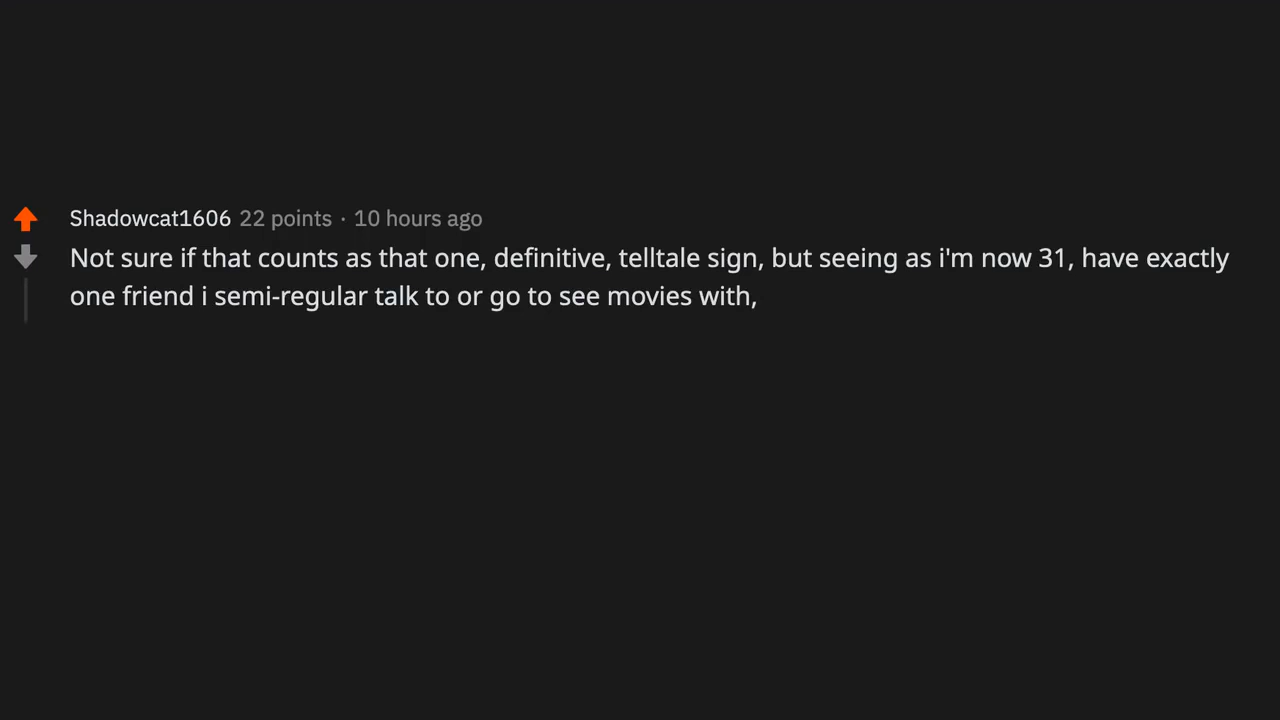 Shadowcat1606 22 points · 10 hours ago
Not sure if that counts as that one, definitive, telltale sign, but seeing as i'm now 31, have exactly
one friend i semi-regular talk to or go to see movies with,